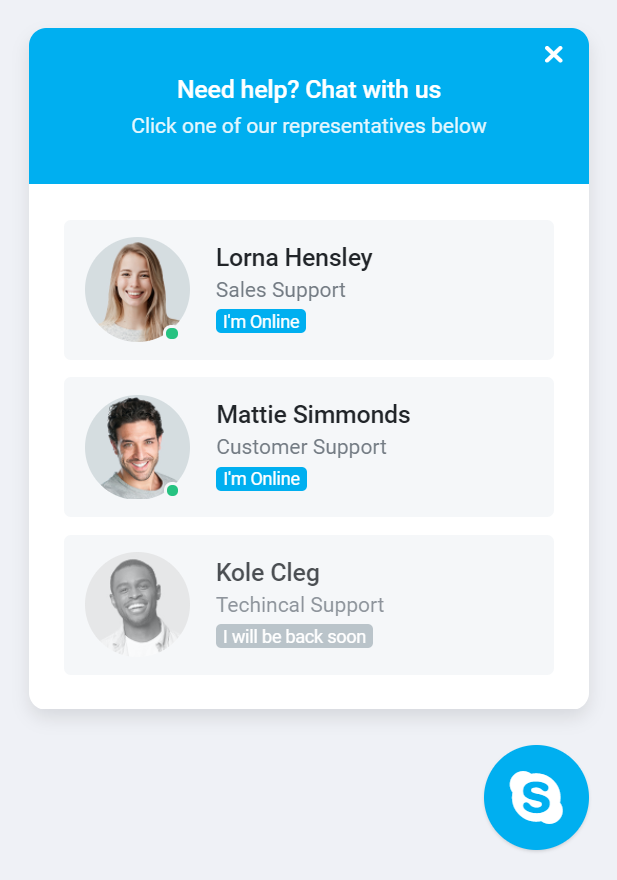 Need help? Chat with us
Click one of our representatives below
Lorna Hensley
Sales Support
I'm Online
Mattie Simmonds
Customer Support
I'm Online
Kole Cleg
Techincal Support
I will be back soon
S